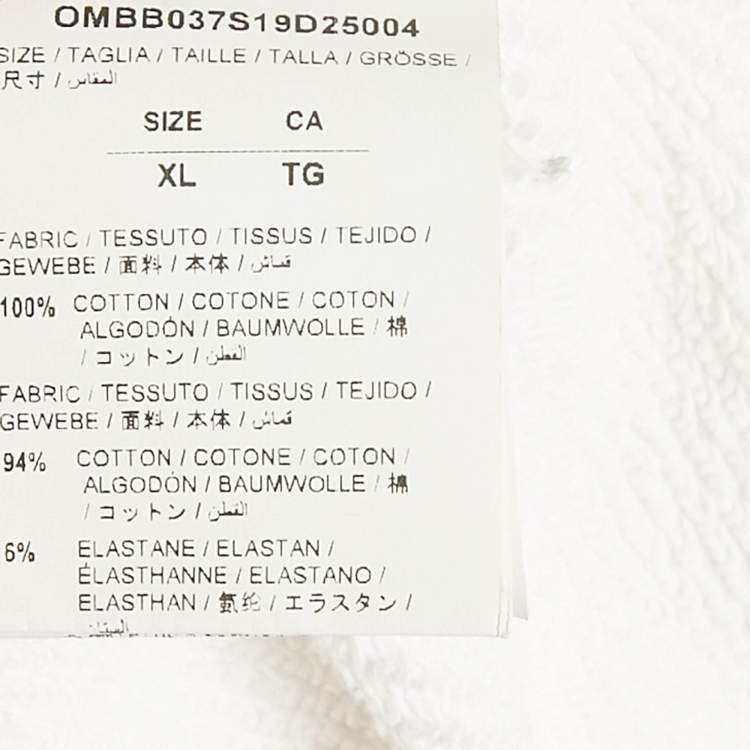 OMBB037S19D25004
SIZE / TAGLIA / TAILLE / TALLA / GRÖSSE /
尺寸 / المقاس
SIZE CA
XL TG
FABRIC / TESSUTO / TISSUS / TEJIDO /
GEWEBE / 面料 / 本体 / قماش
100% COTTON / COTONE / COTON /
ALGODÓN / BAUMWOLLE / 棉
/ コットン / القطن
FABRIC / TESSUTO / TISSUS / TEJIDO /
GEWEBE / 面料 / 本体 / قماش
94% COTTON / COTONE / COTON /
ALGODÓN / BAUMWOLLE / 棉
/ コットン / القطن
6% ELASTANE / ELASTAN /
ÉLASTHANNE / ELASTANO /
ELASTHAN / 氨纶 / エラスタン /